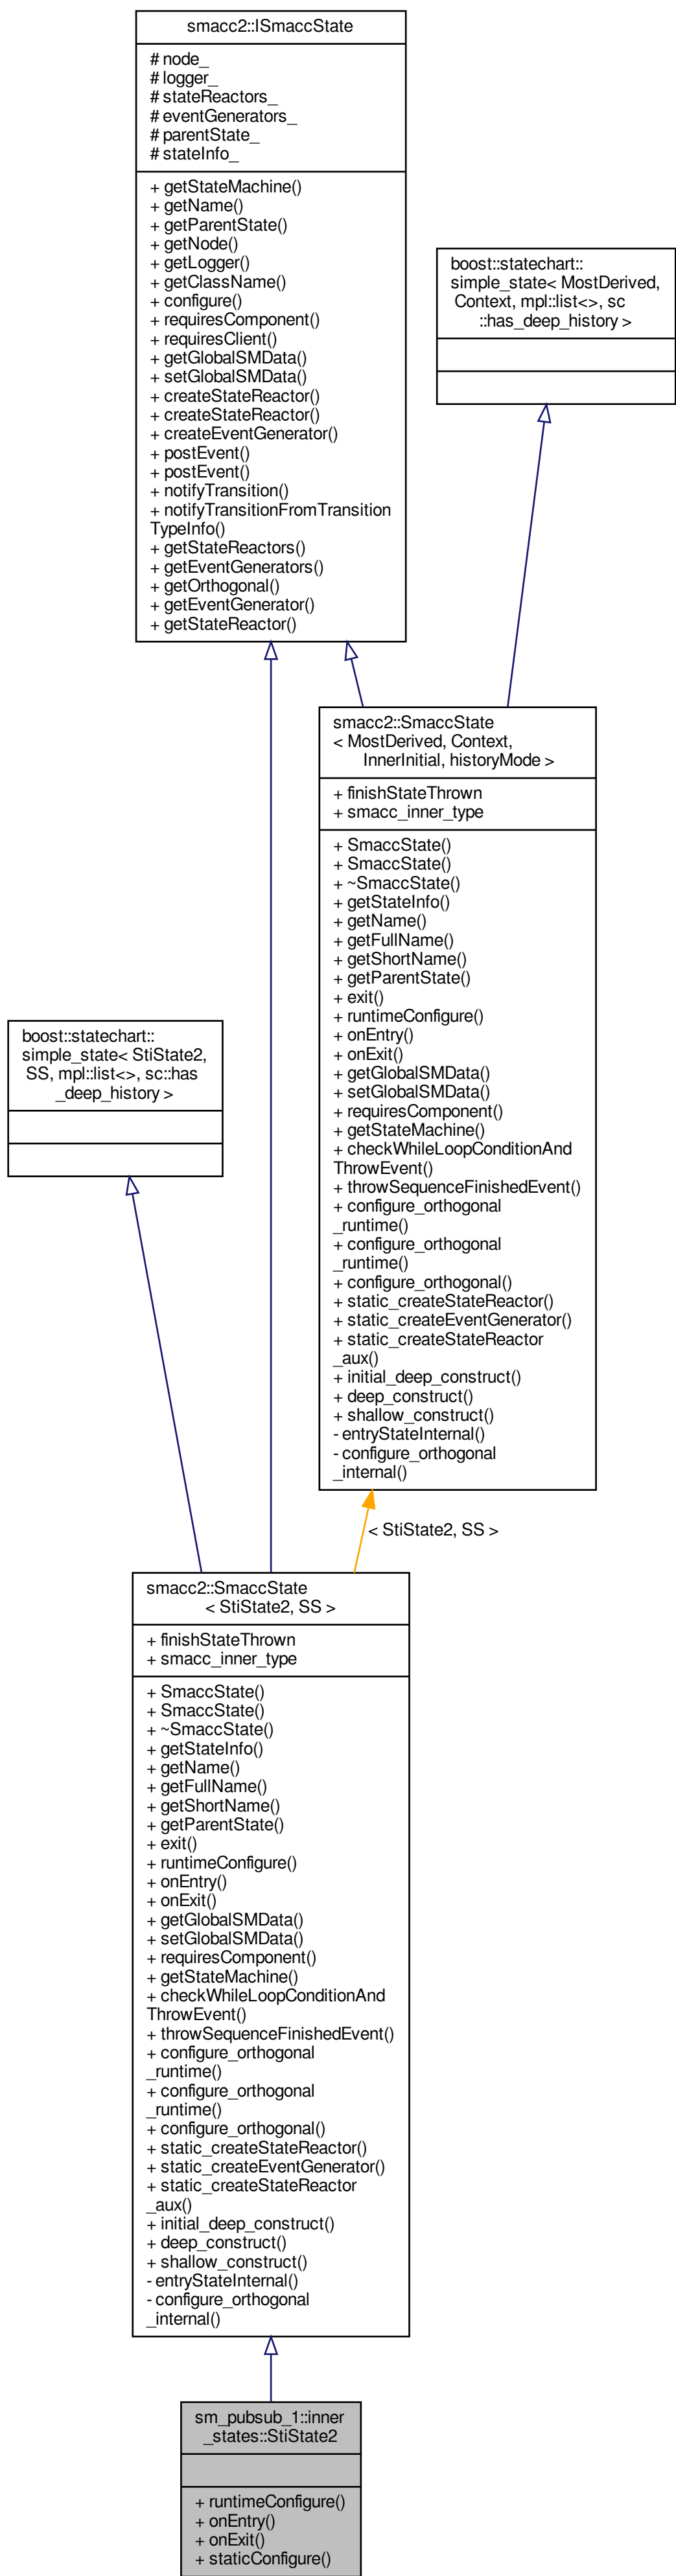 smacc2::ISmaccState
# node_
# logger_
# stateReactors_
# eventGenerators_
# parentState_
# stateInfo_
+ getStateMachine()
+ getName()
+ getParentState()
+ getNode()
+ getLogger()
+ getClassName()
+ configure()
+ requiresComponent()
+ requiresClient()
+ getGlobalSMData()
+ setGlobalSMData()
+ createStateReactor()
+ createStateReactor()
+ createEventGenerator()
+ postEvent()
+ postEvent()
+ notifyTransition()
+ notifyTransitionFromTransition
TypeInfo()
+ getStateReactors()
+ getEventGenerators()
+ getOrthogonal()
+ getEventGenerator()
+ getStateReactor()
boost::statechart::
simple_state< MostDerived,
Context, mpl::list<>, sc
::has_deep_history >
smacc2::SmaccState
< MostDerived, Context,
InnerInitial, historyMode >
+ finishStateThrown
+ smacc_inner_type
+ SmaccState()
+ SmaccState()
+ ~SmaccState()
+ getStateInfo()
+ getName()
+ getFullName()
+ getShortName()
+ getParentState()
+ exit()
+ runtimeConfigure()
+ onEntry()
+ onExit()
+ getGlobalSMData()
+ setGlobalSMData()
+ requiresComponent()
+ getStateMachine()
+ checkWhileLoopConditionAnd
ThrowEvent()
+ throwSequenceFinishedEvent()
+ configure_orthogonal
_runtime()
+ configure_orthogonal
_runtime()
+ configure_orthogonal()
+ static_createStateReactor()
+ static_createEventGenerator()
+ static_createStateReactor
_aux()
+ initial_deep_construct()
+ deep_construct()
+ shallow_construct()
- entryStateInternal()
- configure_orthogonal
_internal()
boost::statechart::
simple_state< StiState2,
SS, mpl::list<>, sc::has
_deep_history >
< StiState2, SS >
smacc2::SmaccState
< StiState2, SS >
+ finishStateThrown
+ smacc_inner_type
+ SmaccState()
+ SmaccState()
+ ~SmaccState()
+ getStateInfo()
+ getName()
+ getFullName()
+ getShortName()
+ getParentState()
+ exit()
+ runtimeConfigure()
+ onEntry()
+ onExit()
+ getGlobalSMData()
+ setGlobalSMData()
+ requiresComponent()
+ getStateMachine()
+ checkWhileLoopConditionAnd
ThrowEvent()
+ throwSequenceFinishedEvent()
+ configure_orthogonal
_runtime()
+ configure_orthogonal
_runtime()
+ configure_orthogonal()
+ static_createStateReactor()
+ static_createEventGenerator()
+ static_createStateReactor
_aux()
+ initial_deep_construct()
+ deep_construct()
+ shallow_construct()
- entryStateInternal()
- configure_orthogonal
_internal()
sm_pubsub_1::inner
_states::StiState2
+ runtimeConfigure()
+ onEntry()
+ onExit()
+ staticConfigure()